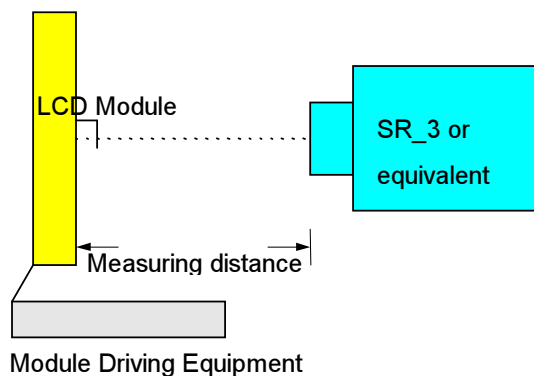 LCD Module
SR_3 or
equivalent
Measuring distance
Module Driving Equipment